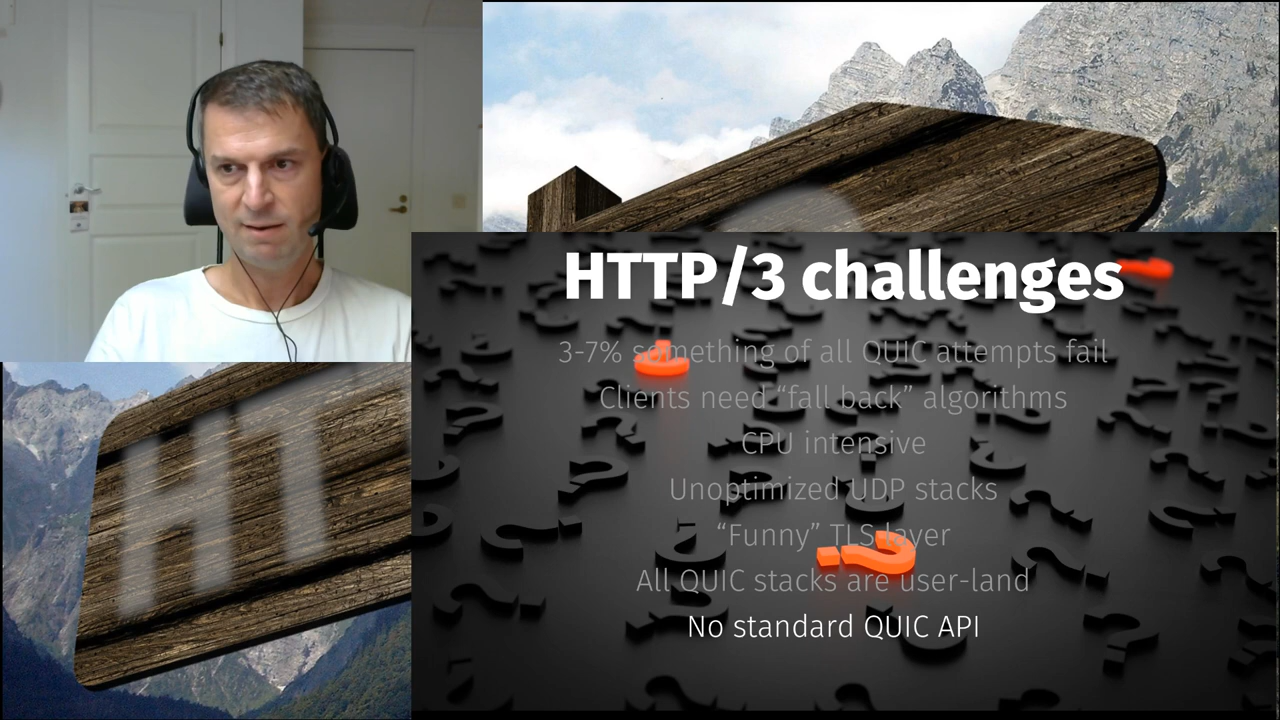 HTTP/3 challenges
3-7% something of all QUIC attempts fail
Clients need “fall back” algorithms
CPU intensive
Unoptimized UDP stacks
“Funny” TLS layer
All QUIC stacks are user-land
No standard QUIC API
HT